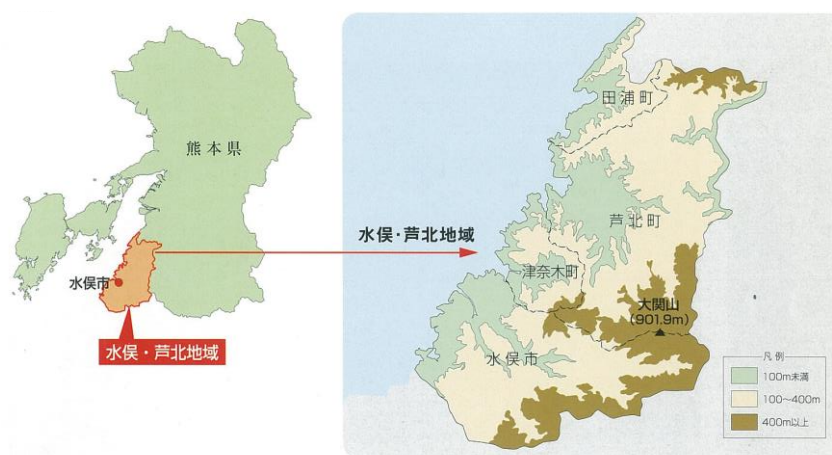 熊本県
水俣市
水俣・芦北地域
水俣・芦北地域
田浦町
芦北町
津奈木町
大関山
(901.9m)
水俣市
凡例
100m未満
100〜400m
400m以上